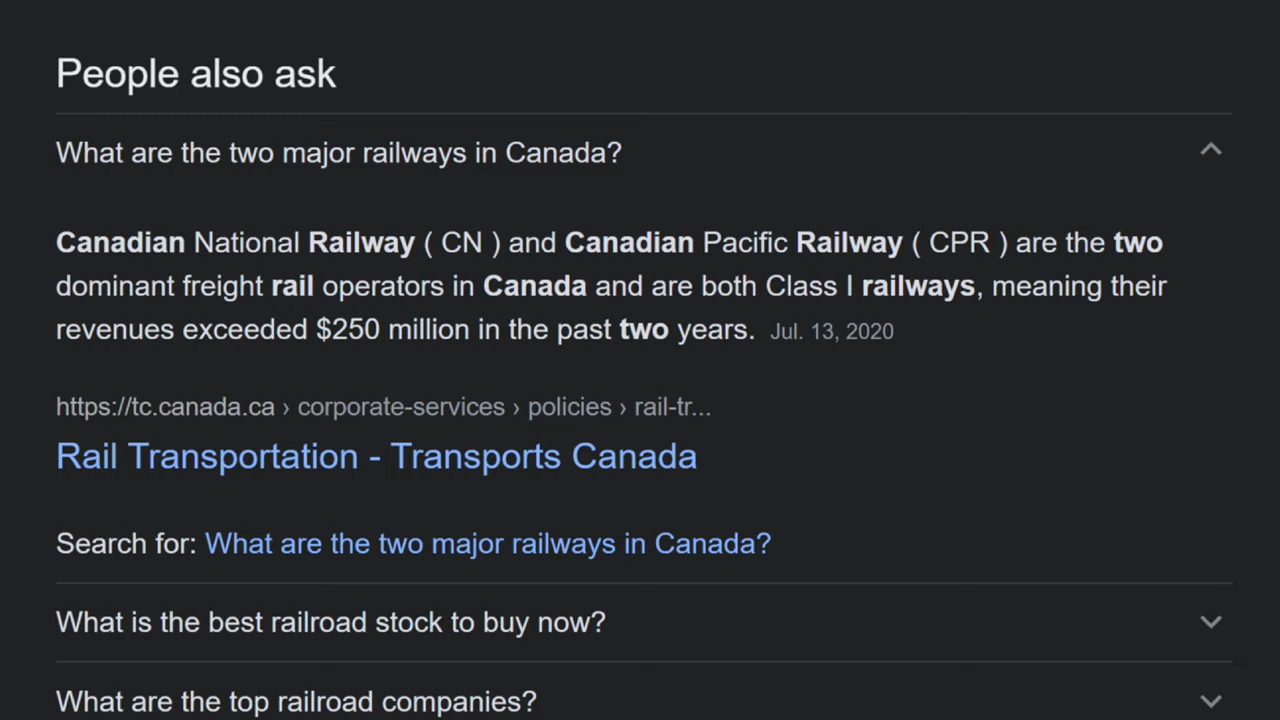 People also ask
What are the two major railways in Canada?
Canadian National Railway ( CN ) and Canadian Pacific Railway ( CPR ) are the two
dominant freight rail operators in Canada and are both Class I railways, meaning their
revenues exceeded $250 million in the past two years. Jul. 13, 2020
https://tc.canada.ca › corporate-services › policies › rail-tr...
Rail Transportation - Transports Canada
Search for: What are the two major railways in Canada?
What is the best railroad stock to buy now?
What are the top railroad companies?